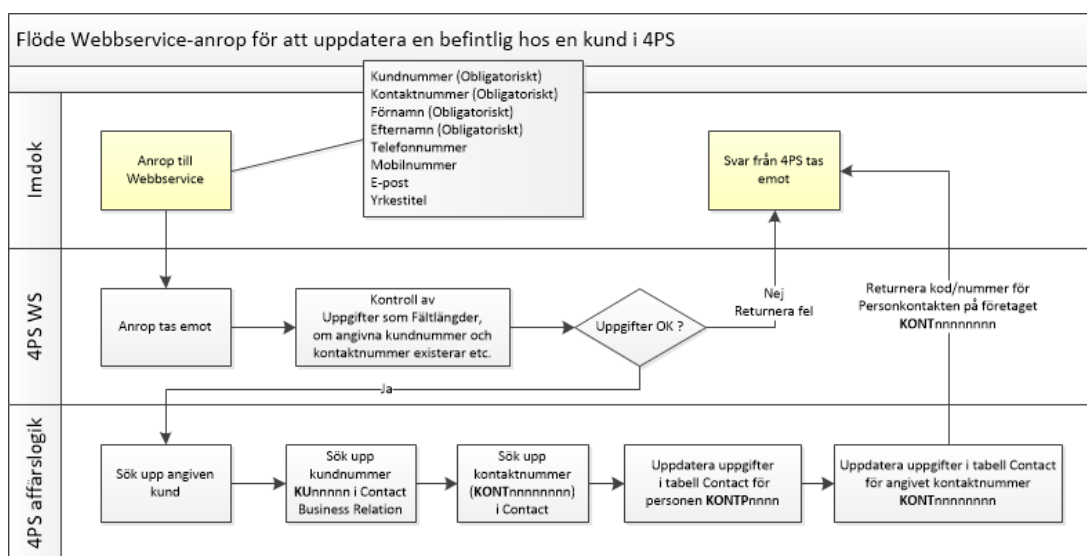 Flöde Webbservice-anrop för att uppdatera en befintlig hos en kund i 4PS
Imdok
Anrop till
Webbservice
Kundnummer (Obligatoriskt)
Kontaktnummer (Obligatoriskt)
Förnamn (Obligatoriskt)
Efternamn (Obligatoriskt)
Telefonnummer
Mobilnummer
E-post
Yrkestitel
Svar från 4PS tas
emot
4PS WS
Anrop tas emot
Kontroll av
Uppgifter som Fältlängder,
om angivna kundnummer och
kontaktnummer existerar etc.
Uppgifter OK ?
Nej
Returnera fel
Returnera kod/nummer för
Personkontakten på företaget
KONTnnnnnnnn
Ja
4PS affärslogik
Sök upp angiven
kund
Sök upp
kundnummer
KUnnnnn i Contact
Business Relation
Sök upp
kontaktnummer
(KONTnnnnnnnn)
i Contact
Uppdatera uppgifter
i tabell Contact för
personen KONTPnnnn
Uppdatera uppgifter i tabell Contact
för angivet kontaktnummer
KONTnnnnnnnn